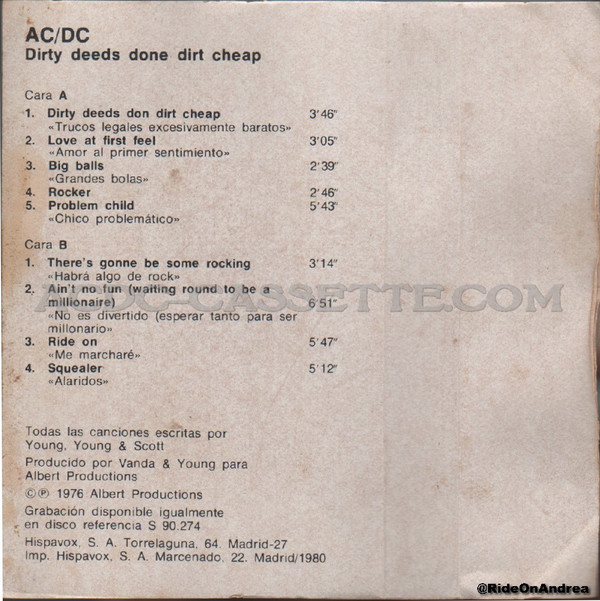 AC/DC
Dirty deeds done dirt cheap
Cara A
1. Dirty deeds don dirt cheap 3'46"
«Trucos legales excesivamente baratos»
2. Love at first feel 3'05"
«Amor al primer sentimiento»
3. Big balls 2'39"
«Grandes bolas»
4. Rocker 2'46"
5. Problem child 5'43"
«Chico problemático»
Cara B
1. There's gonne be some rocking 3'14"
«Habrá algo de rock»
2. Ain't no fun (waiting round to be a
millionaire) 6'51"
«No es divertido (esperar tanto para ser
millonario»
3. Ride on 5'47"
«Me marcharé»
4. Squealer 5'12"
«Alaridos»
AC-DC-CASSETTE.COM
Todas las canciones escritas por
Young, Young & Scott
Producido por Vanda & Young para
Albert Productions
©℗ 1976 Albert Productions
Grabación disponible igualmente
en disco referencia S 90.274
Hispavox, S. A. Torrelaguna, 64. Madrid-27
Imp. Hispavox, S. A. Marcenado, 22. Madrid/1980
@RideOnAndrea